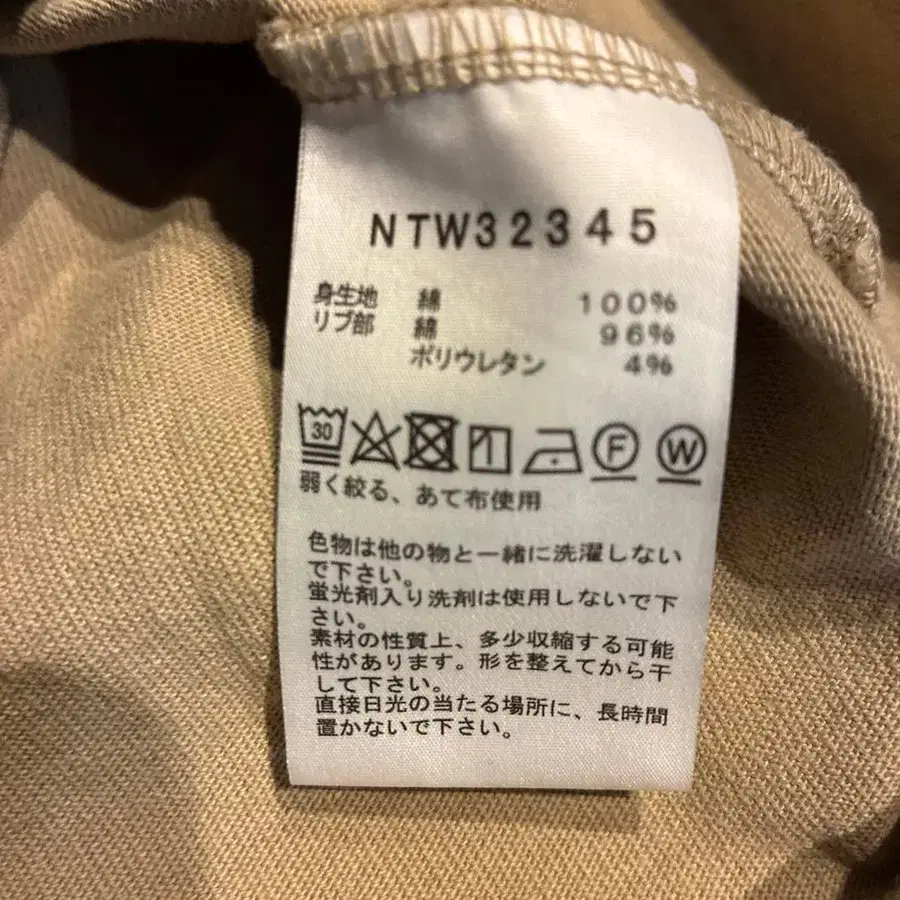 NTW32345
身生地 綿 100%
リブ部 綿 96%
ポリウレタン 4%
30 F W
弱く絞る、あて布使用
色物は他の物と一緒に洗濯しない
で下さい。
蛍光剤入り洗剤は使用しないで下
さい。
素材の性質上、多少収縮する可能
性があります。形を整えてから干
して下さい。
直接日光の当たる場所に、長時間
置かないで下さい。